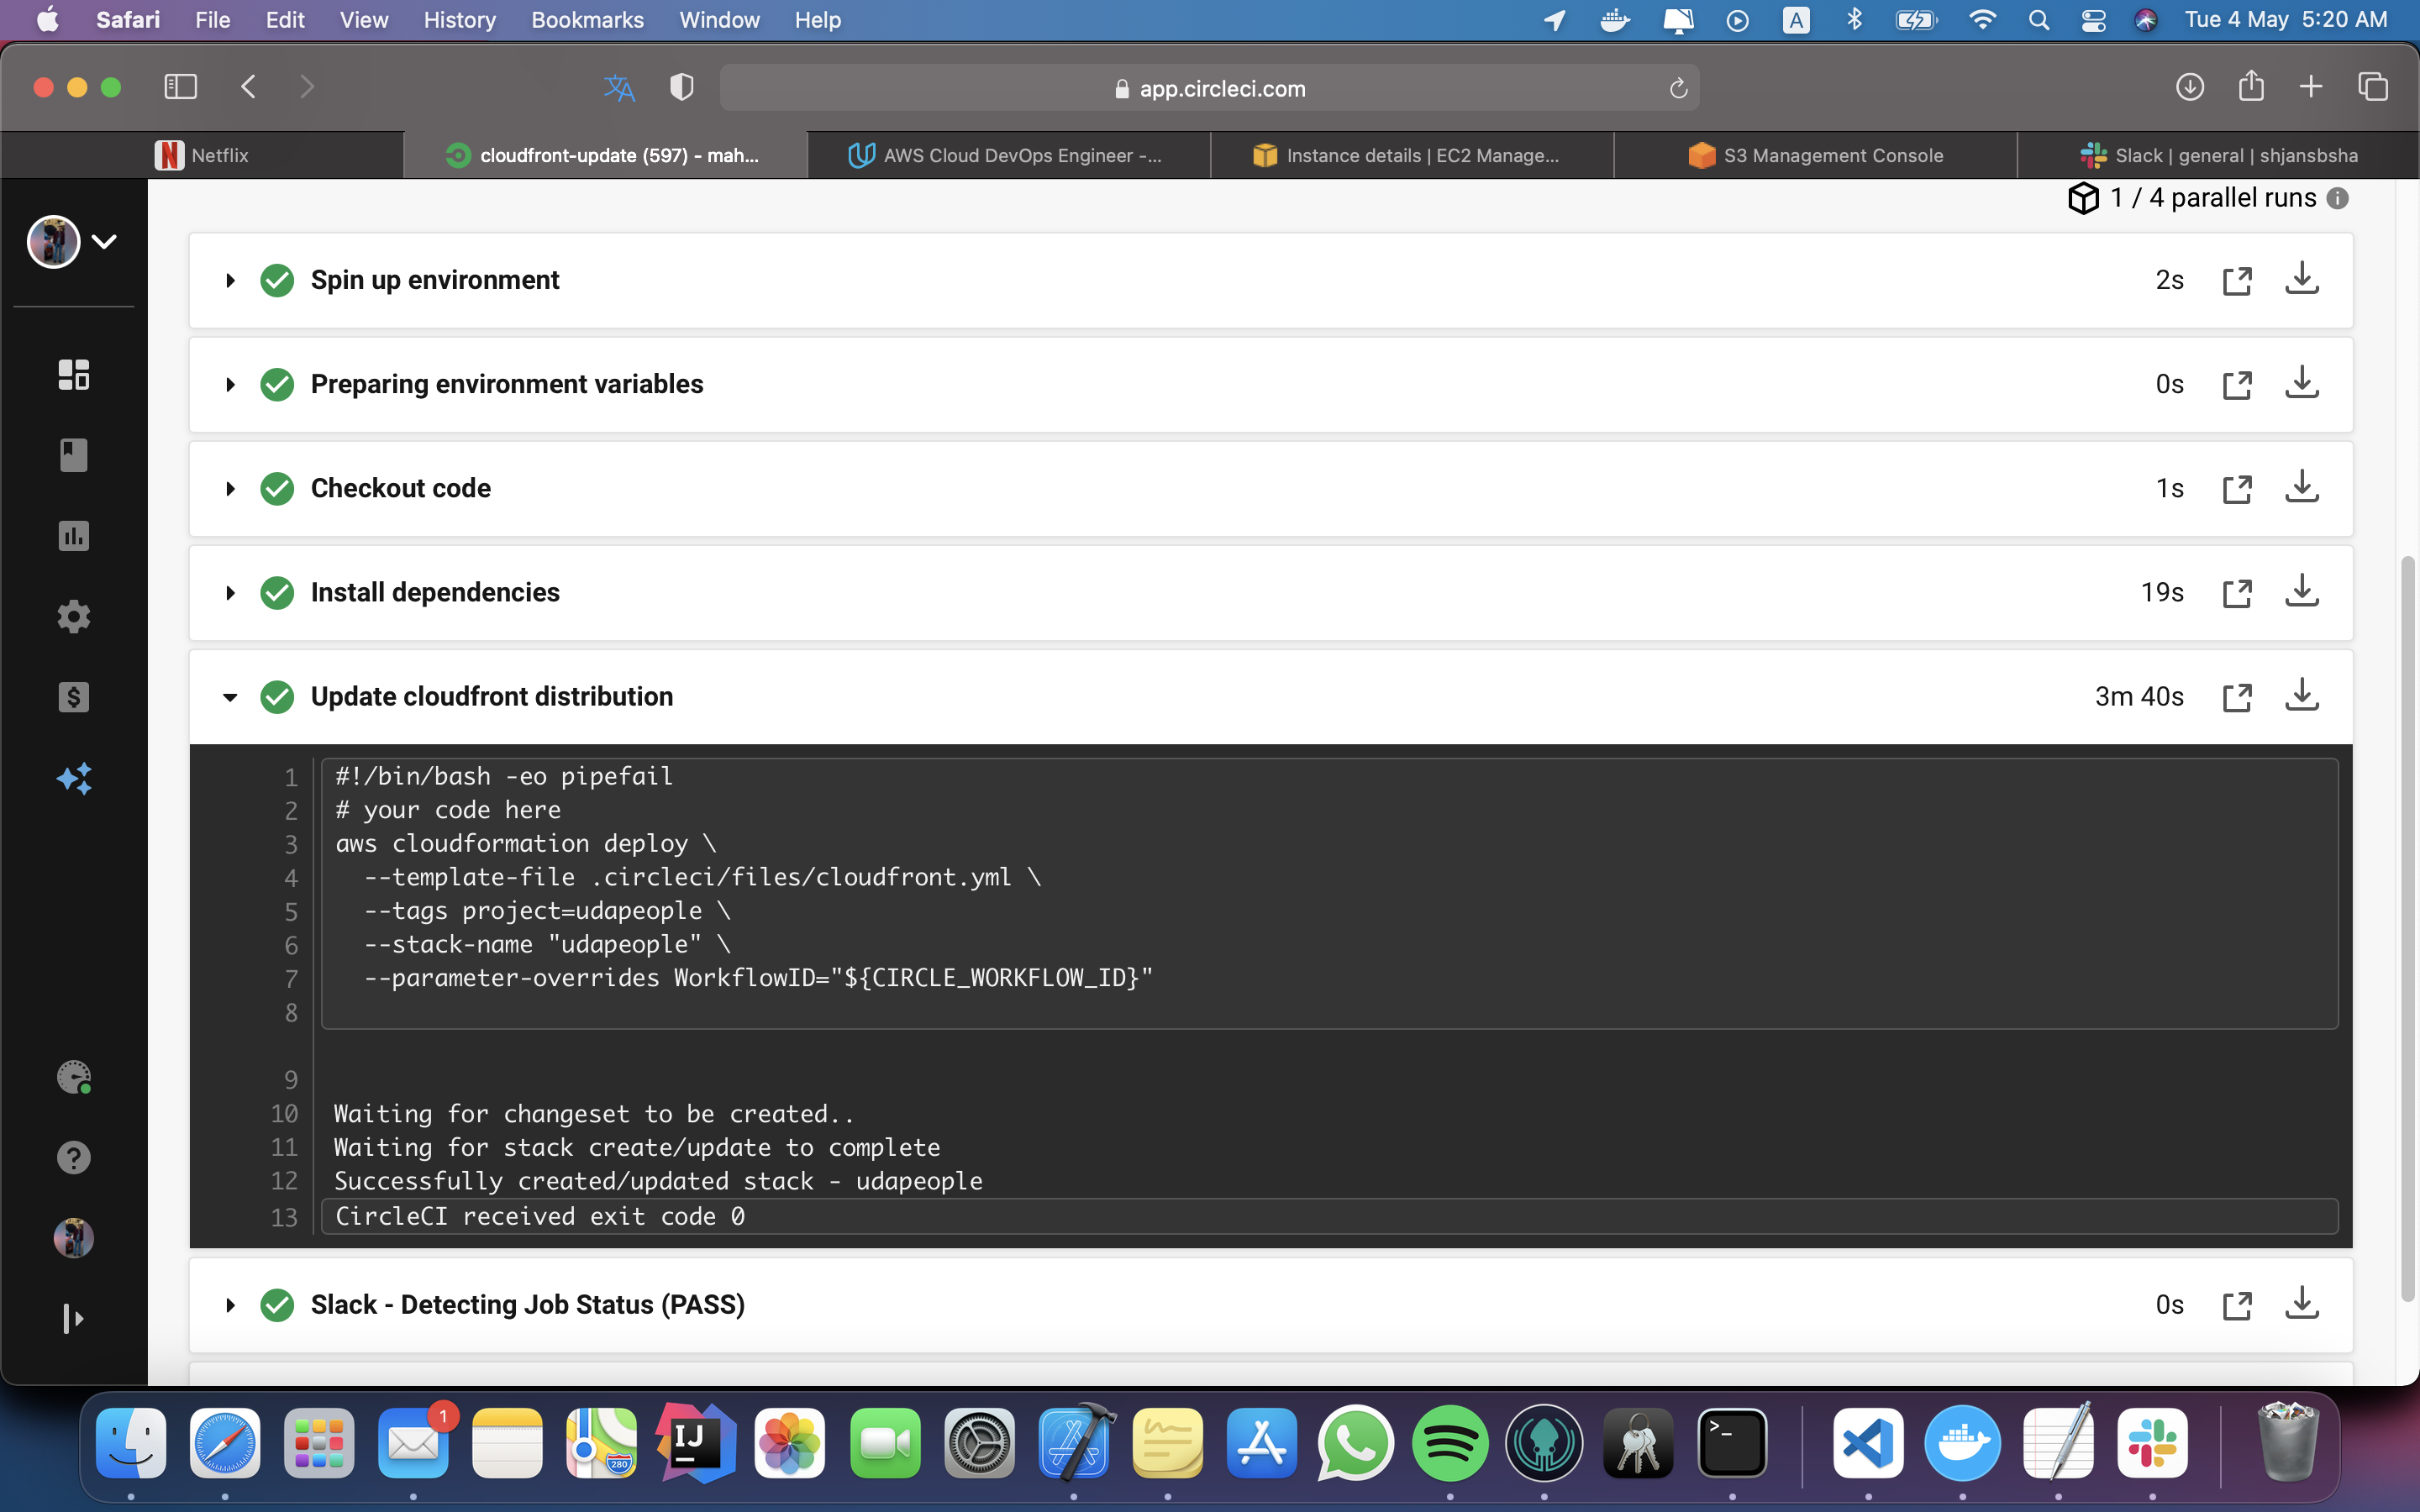 Safari File Edit View History Bookmarks Window Help A Tue 4 May 5:20 AM
app.circleci.com
Netflix cloudfront-update (597) - mah... AWS Cloud DevOps Engineer -... Instance details | EC2 Manage... S3 Management Console Slack | general | shjansbsha
1 / 4 parallel runs
Spin up environment 2s
Preparing environment variables 0s
Checkout code 1s
Install dependencies 19s
Update cloudfront distribution 3m 40s
1 #!/bin/bash -eo pipefail
2 # your code here
3 aws cloudformation deploy \
4 --template-file .circleci/files/cloudfront.yml \
5 --tags project=udapeople \
6 --stack-name "udapeople" \
7 --parameter-overrides WorkflowID="${CIRCLE_WORKFLOW_ID}"
8
9
10 Waiting for changeset to be created..
11 Waiting for stack create/update to complete
12 Successfully created/updated stack - udapeople
13 CircleCI received exit code 0
Slack - Detecting Job Status (PASS) 0s
1
IJ
280
>_